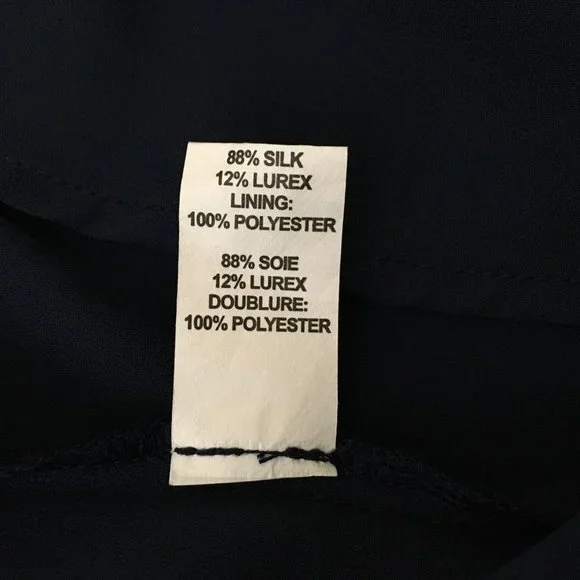 88% SILK
12% LUREX
LINING:
100% POLYESTER
88% SOIE
12% LUREX
DOUBLURE:
100% POLYESTER